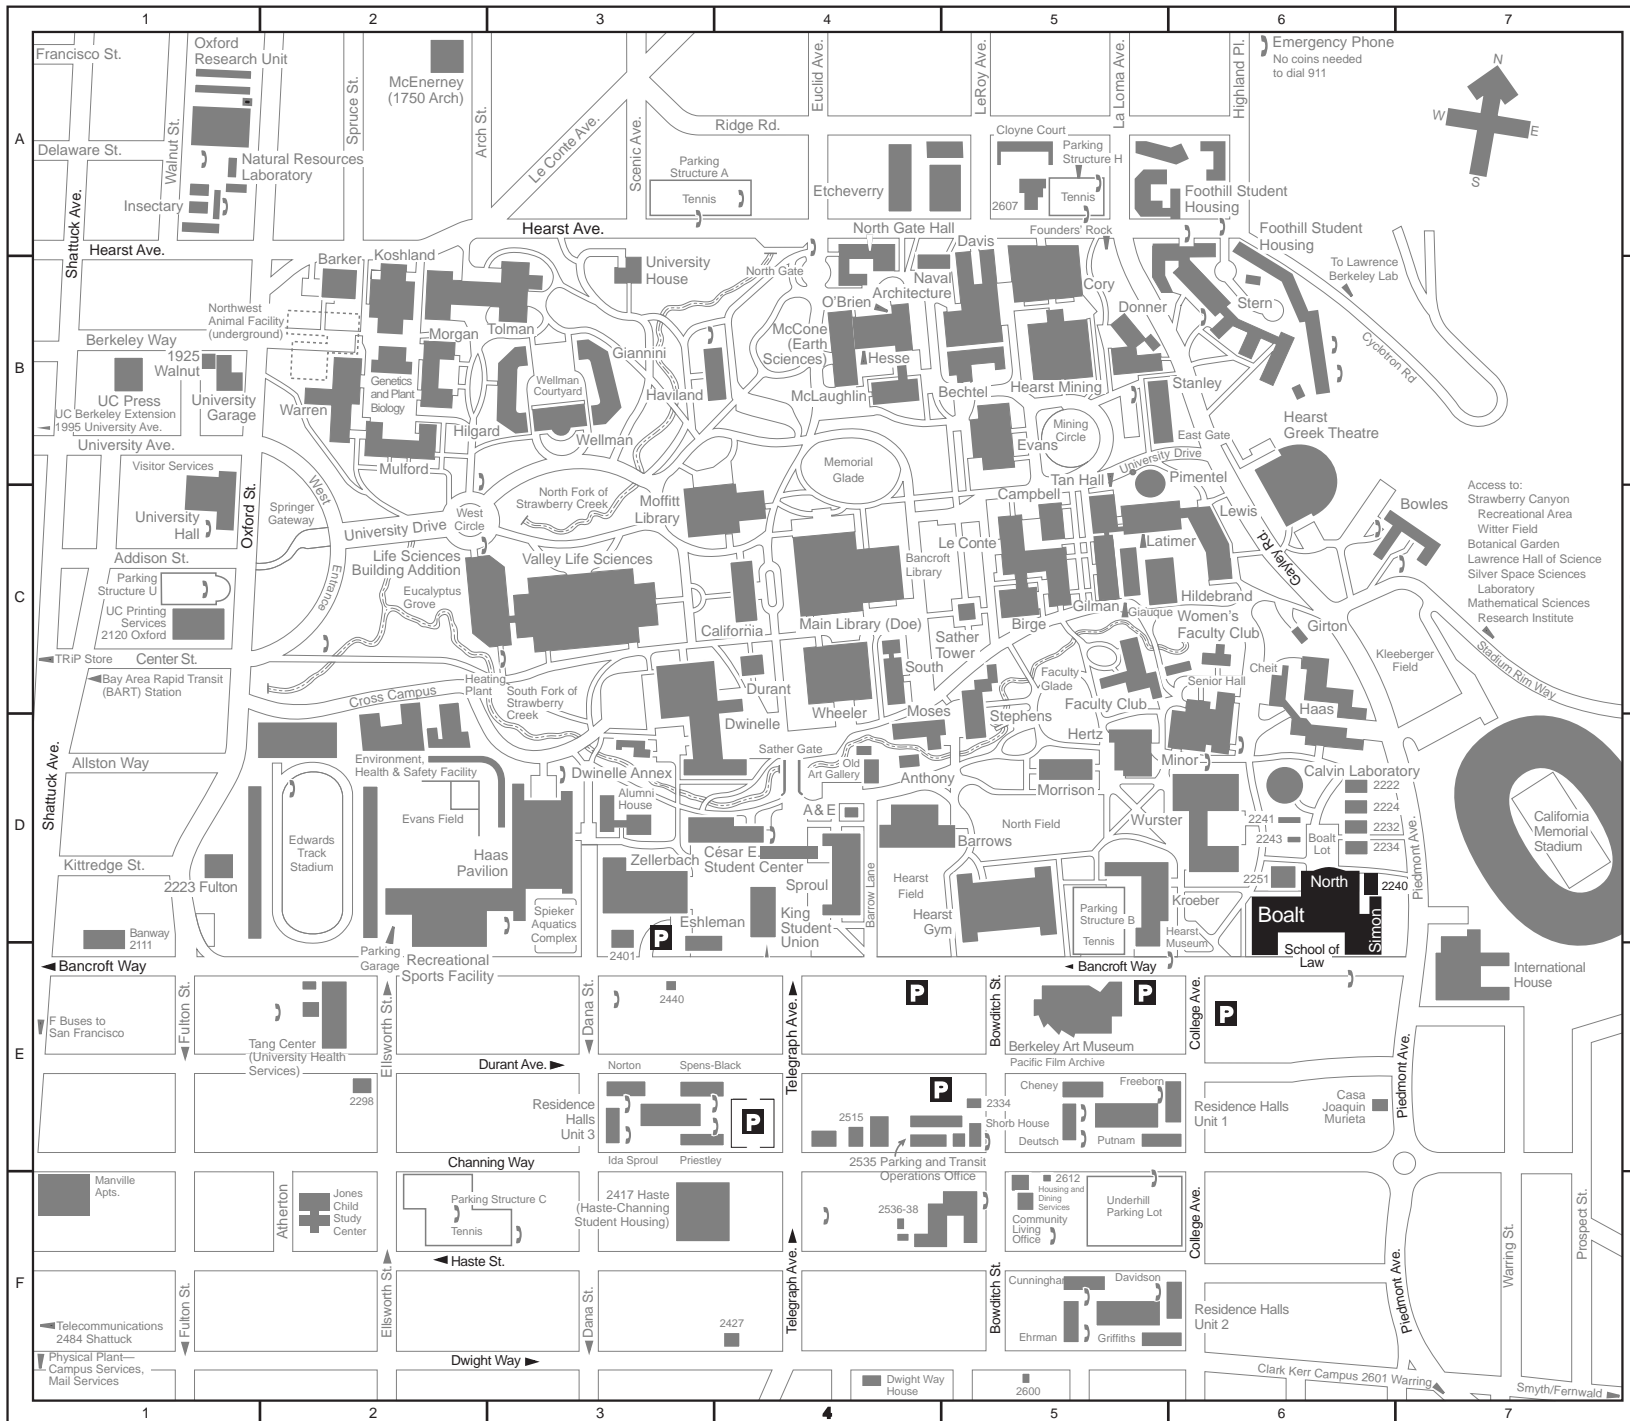 1
2
3
4
5
6
7
Francisco St.
Oxford
Research Unit
McEnerney
(1750 Arch)
Spruce St.
Arch St.
Euclid Ave.
LeRoy Ave.
La Loma Ave.
Highland Pl.
Emergency Phone
No coins needed
to dial 911
N
W
E
S
A
Delaware St.
Walnut St.
Natural Resources
Laboratory
Insectary
Shattuck Ave.
Le Conte Ave.
Scenic Ave.
Ridge Rd.
Parking
Structure A
Tennis
Etcheverry
Cloyne Court
Parking
Structure H
Tennis
2607
Foothill Student
Housing
Hearst Ave.
Hearst Ave.
North Gate Hall
Founders' Rock
Foothill Student
Housing
To Lawrence
Berkeley Lab
Barker
Koshland
University
House
North Gate
Davis
Naval
Architecture
O'Brien
Cory
Donner
Stern
Cyclotron Rd
Northwest
Animal Facility
(underground)
Morgan
Tolman
McCone
(Earth
Sciences)
Hesse
B
Berkeley Way
1925
Walnut
UC Press
University
Garage
UC Berkeley Extension
1995 University Ave.
University Ave.
Warren
Genetics
and Plant
Biology
Hilgard
Mulford
Giannini
Wellman
Courtyard
Wellman
Haviland
McLaughlin
Bechtel
Hearst Mining
Stanley
Hearst
Greek Theatre
Evans
Mining
Circle
East Gate
University Drive
Visitor Services
University
Hall
Oxford St.
West
Entrance
Springer
Gateway
University Drive
West
Circle
North Fork of
Strawberry Creek
Moffitt
Library
Memorial
Glade
Campbell
Tan Hall
Pimentel
Lewis
Bowles
Access to:
Strawberry Canyon
Recreational Area
Witter Field
Botanical Garden
Lawrence Hall of Science
Silver Space Sciences
Laboratory
Mathematical Sciences
Research Institute
C
Addison St.
Parking
Structure U
UC Printing
Services
2120 Oxford
TRiP Store
Center St.
Bay Area Rapid Transit
(BART) Station
Life Sciences
Building Addition
Eucalyptus
Grove
Valley Life Sciences
California
Bancroft
Library
Main Library (Doe)
Le Conte
Birge
Gilman
Latimer
Giauque
Hildebrand
Gayley Rd.
Women's
Faculty Club
Girton
Kleeberger
Field
Stadium Rim Way
Sather
Tower
South
Cross Campus
Heating
Plant
South Fork of
Strawberry
Creek
Durant
Dwinelle
Wheeler
Moses
Stephens
Faculty
Glade
Faculty Club
Senior Hall
Cheit
Haas
Hertz
Minor
D
Shattuck Ave.
Allston Way
Environment,
Health & Safety Facility
Dwinelle Annex
Sather Gate
Old
Art Gallery
Anthony
Morrison
Calvin Laboratory
2222
2224
2232
2234
2241
2243
Boalt
Lot
2251
California
Memorial
Stadium
Piedmont Ave.
Edwards
Track
Stadium
Evans Field
Alumni
House
A & E
North Field
Wurster
Barrows
Kittredge St.
2223 Fulton
Haas
Pavilion
Zellerbach
César E.
Student Center
Sproul
Barrow Lane
Hearst
Field
Hearst
Gym
Parking
Structure B
Tennis
Kroeber
Hearst
Museum
North
Boalt
Simon
2240
School of
Law
Banway
2111
Spieker
Aquatics
Complex
Eshleman
King
Student
Union
2401
P
Parking
Garage
Recreational
Sports Facility
Bancroft Way
Bancroft Way
International
House
E
F Buses to
San Francisco
Fulton St.
Tang Center
(University Health
Services)
Ellsworth St.
Dana St.
2440
Telegraph Ave.
P
Bowditch St.
P
College Ave.
P
Berkeley Art Museum
Pacific Film Archive
Piedmont Ave.
Durant Ave.
2298
Norton
Spens-Black
Residence
Halls
Unit 3
P
Ida Sproul
Priestley
P
2334
2515
Shorb House
2535 Parking and Transit
Operations Office
Cheney
Freeborn
Deutsch
Putnam
Residence Halls
Unit 1
Casa
Joaquin
Murieta
Channing Way
F
Manville
Apts.
Atherton
Jones
Child
Study
Center
Parking Structure C
Tennis
2417 Haste
(Haste-Channing
Student Housing)
2536-38
2612
Housing and
Dining
Services
Community
Living
Office
Underhill
Parking Lot
College Ave.
Warring St.
Prospect St.
Haste St.
Telecommunications
2484 Shattuck
Physical Plant—
Campus Services,
Mail Services
Fulton St.
Ellsworth St.
Dana St.
2427
Telegraph Ave.
Bowditch St.
Cunningham
Davidson
Ehrman
Griffiths
Residence Halls
Unit 2
Piedmont Ave.
Dwight Way
Dwight Way
House
2600
Clark Kerr Campus 2601 Warring
Smyth/Fernwald
1
2
3
4
5
6
7